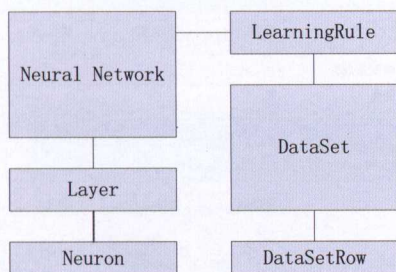 Neural Network
LearningRule
DataSet
Layer
Neuron
DataSetRow